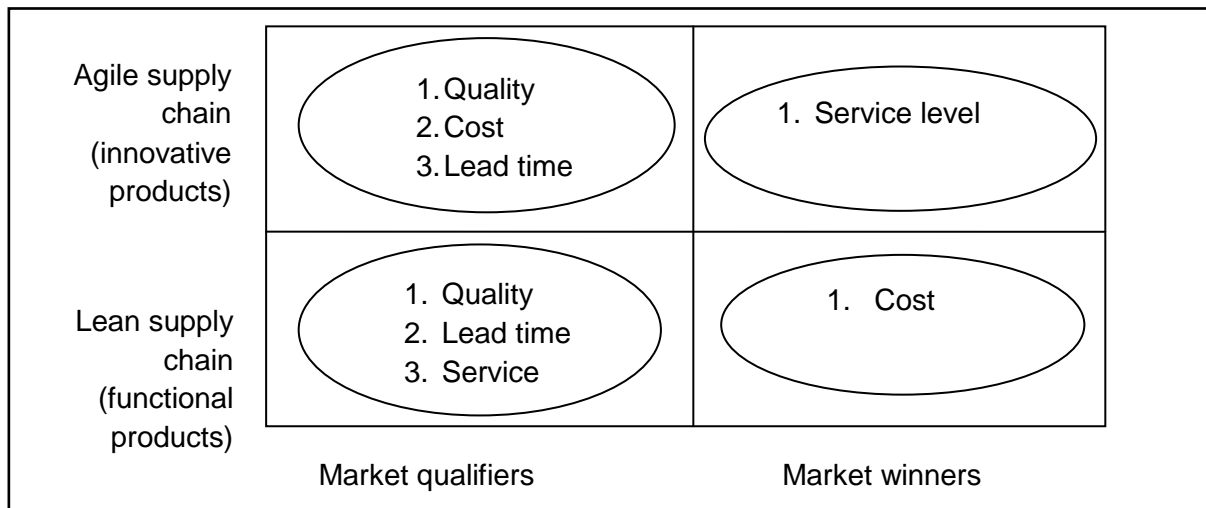 Agile supply
chain
(innovative
products)
1. Quality
2. Cost
3. Lead time
1. Service level
Lean supply
chain
(functional
products)
1. Quality
2. Lead time
3. Service
1. Cost
Market qualifiers
Market winners